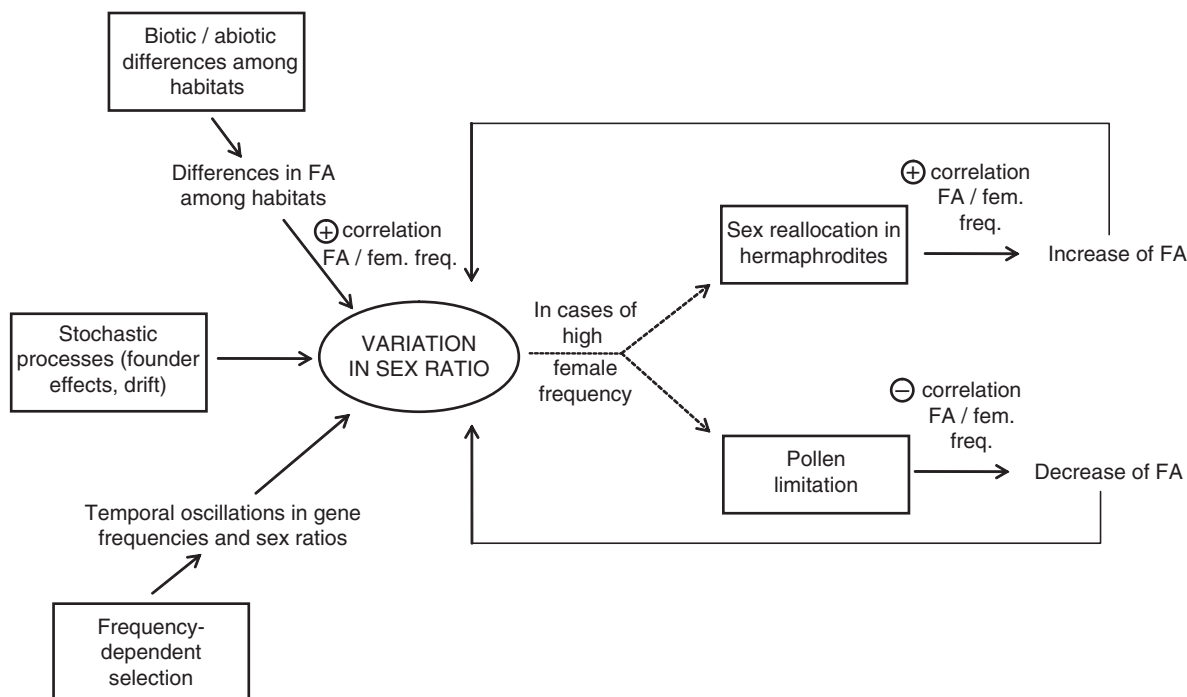 Biotic / abiotic
differences among
habitats
Differences in FA
among habitats
⊕ correlation
FA / fem. freq.
Stochastic
processes (founder
effects, drift)
VARIATION
IN SEX RATIO
Temporal oscillations in gene
frequencies and sex ratios
Frequency-
dependent
selection
In cases of
high
female
frequency
Sex reallocation in
hermaphrodites
⊕ correlation
FA / fem.
freq.
Increase of FA
Pollen
limitation
⊖ correlation
FA / fem.
freq.
Decrease of FA